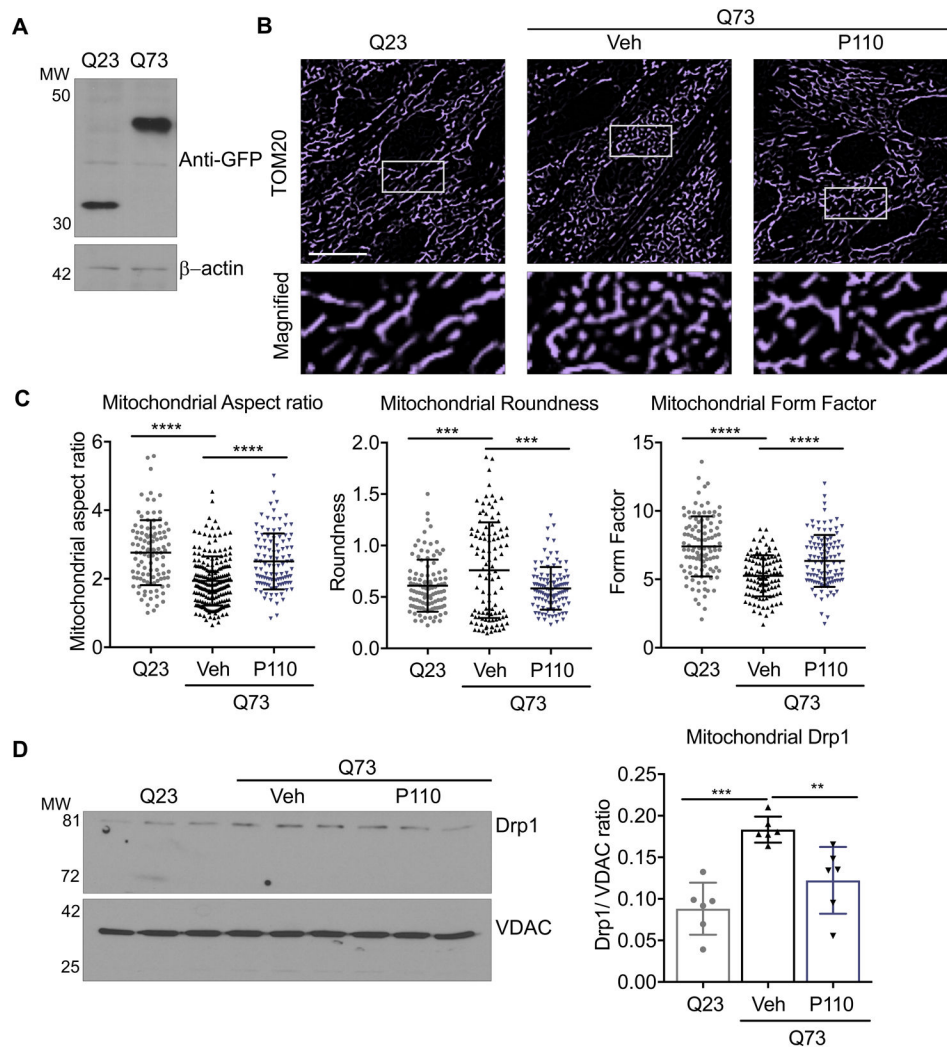 A
Q23 Q73
MW
50
Anti-GFP
30
42
β–actin
B
Q73
Q23
Veh
P110
TOM20
Magnified
C
Mitochondrial Aspect ratio
****
****
Mitochondrial aspect ratio
6
4
2
0
Q23 Veh P110
Q73
Mitochondrial Roundness
***
***
Roundness
2.0
1.5
1.0
0.5
0.0
Q23 Veh P110
Q73
Mitochondrial Form Factor
****
****
Form Factor
15
10
5
0
Q23 Veh P110
Q73
D
Q73
Q23 Veh P110
MW
81
Drp1
72
42
VDAC
25
Mitochondrial Drp1
***
**
Drp1/ VDAC ratio
0.25
0.20
0.15
0.10
0.05
0.00
Q23 Veh P110
Q73